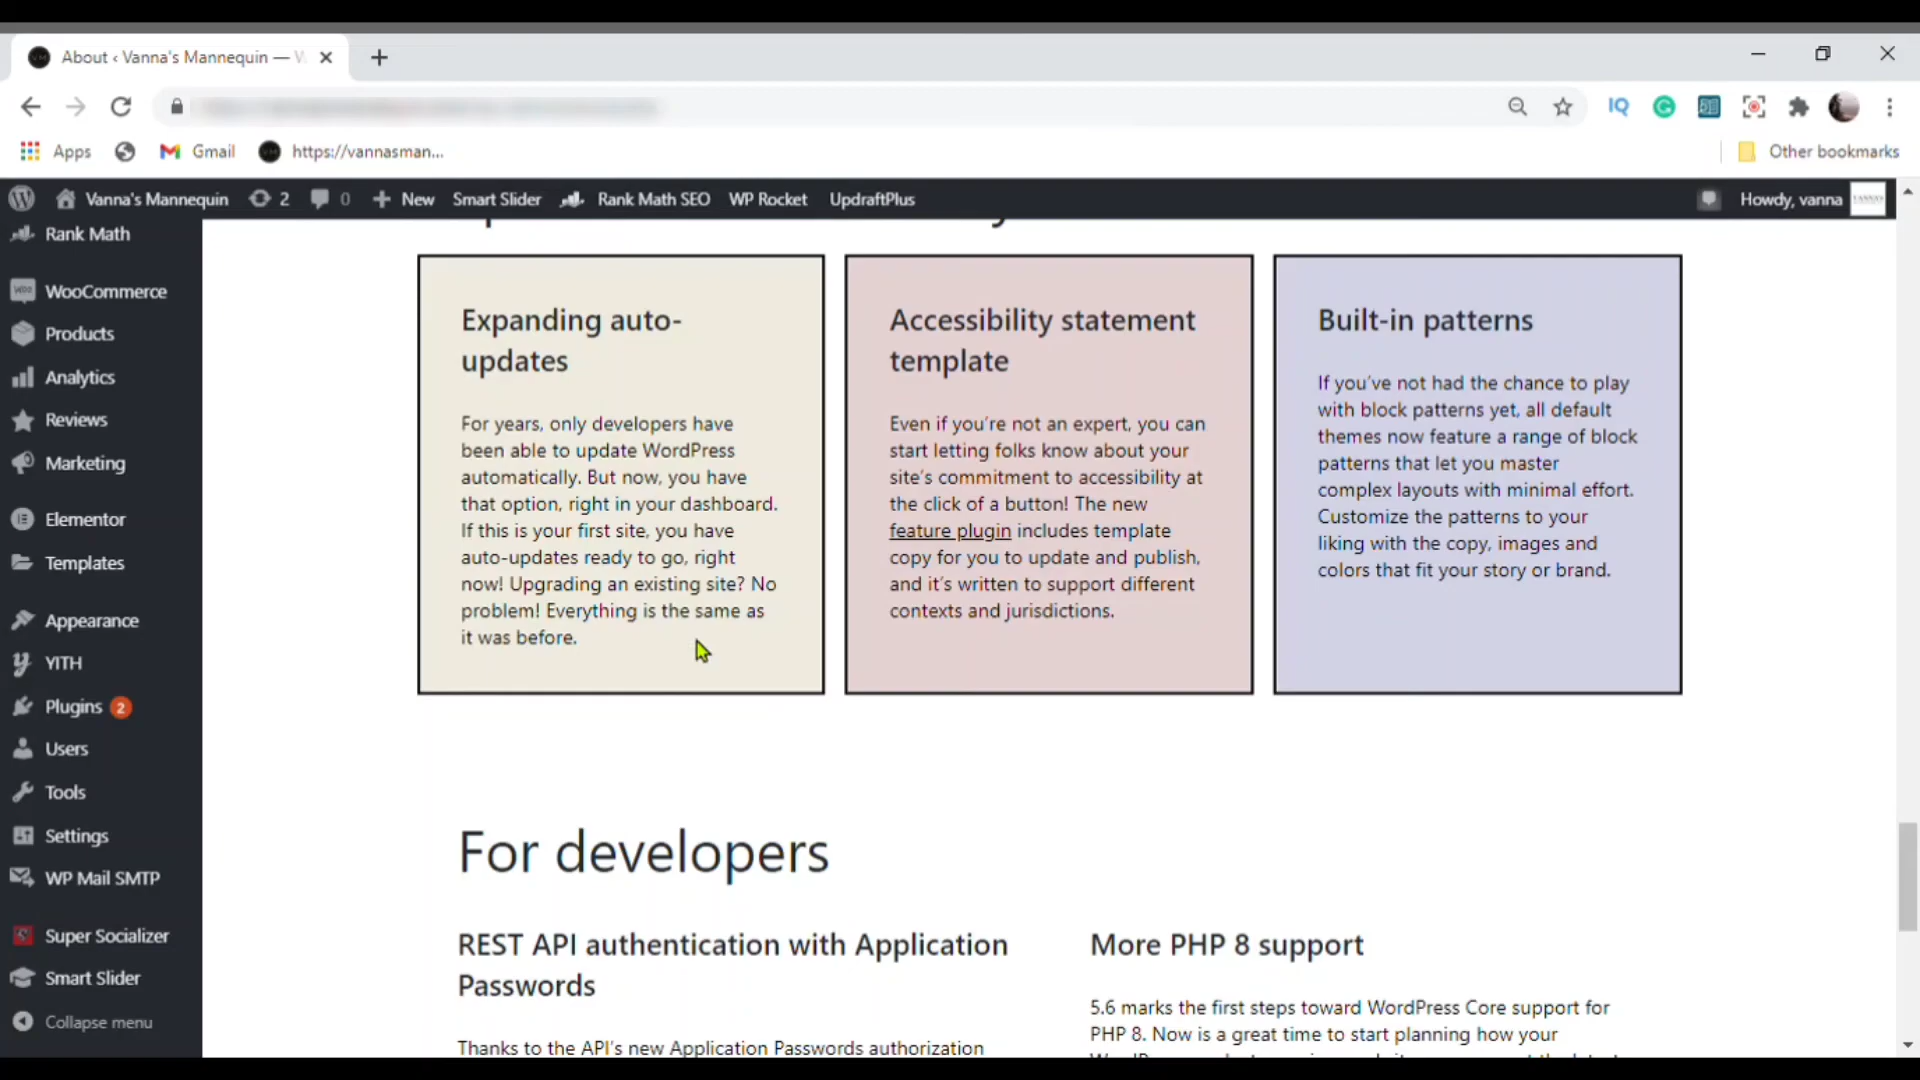 About ‹ Vanna's Mannequin — W
Apps
Gmail
https://vannasman...
Other bookmarks
Vanna's Mannequin
2
0
New
Smart Slider
Rank Math SEO
WP Rocket
UpdraftPlus
Howdy, vanna
Rank Math
WooCommerce
Products
Analytics
Reviews
Marketing
Elementor
Templates
Appearance
YITH
Plugins 2
Users
Tools
Settings
WP Mail SMTP
Super Socializer
Smart Slider
Collapse menu
Expanding auto-
updates
For years, only developers have
been able to update WordPress
automatically. But now, you have
that option, right in your dashboard.
If this is your first site, you have
auto-updates ready to go, right
now! Upgrading an existing site? No
problem! Everything is the same as
it was before.
Accessibility statement
template
Even if you're not an expert, you can
start letting folks know about your
site's commitment to accessibility at
the click of a button! The new
feature plugin includes template
copy for you to update and publish,
and it's written to support different
contexts and jurisdictions.
Built-in patterns
If you've not had the chance to play
with block patterns yet, all default
themes now feature a range of block
patterns that let you master
complex layouts with minimal effort.
Customize the patterns to your
liking with the copy, images and
colors that fit your story or brand.
For developers
REST API authentication with Application
Passwords
Thanks to the API's new Application Passwords authorization
More PHP 8 support
5.6 marks the first steps toward WordPress Core support for
PHP 8. Now is a great time to start planning how your